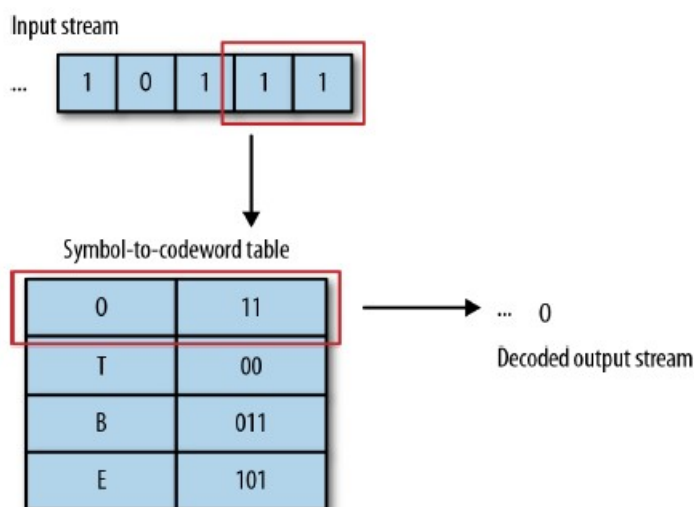 Input stream
... 1 0 1 1 1
Symbol-to-codeword table
O 11
... O
T 00
Decoded output stream
B 011
E 101